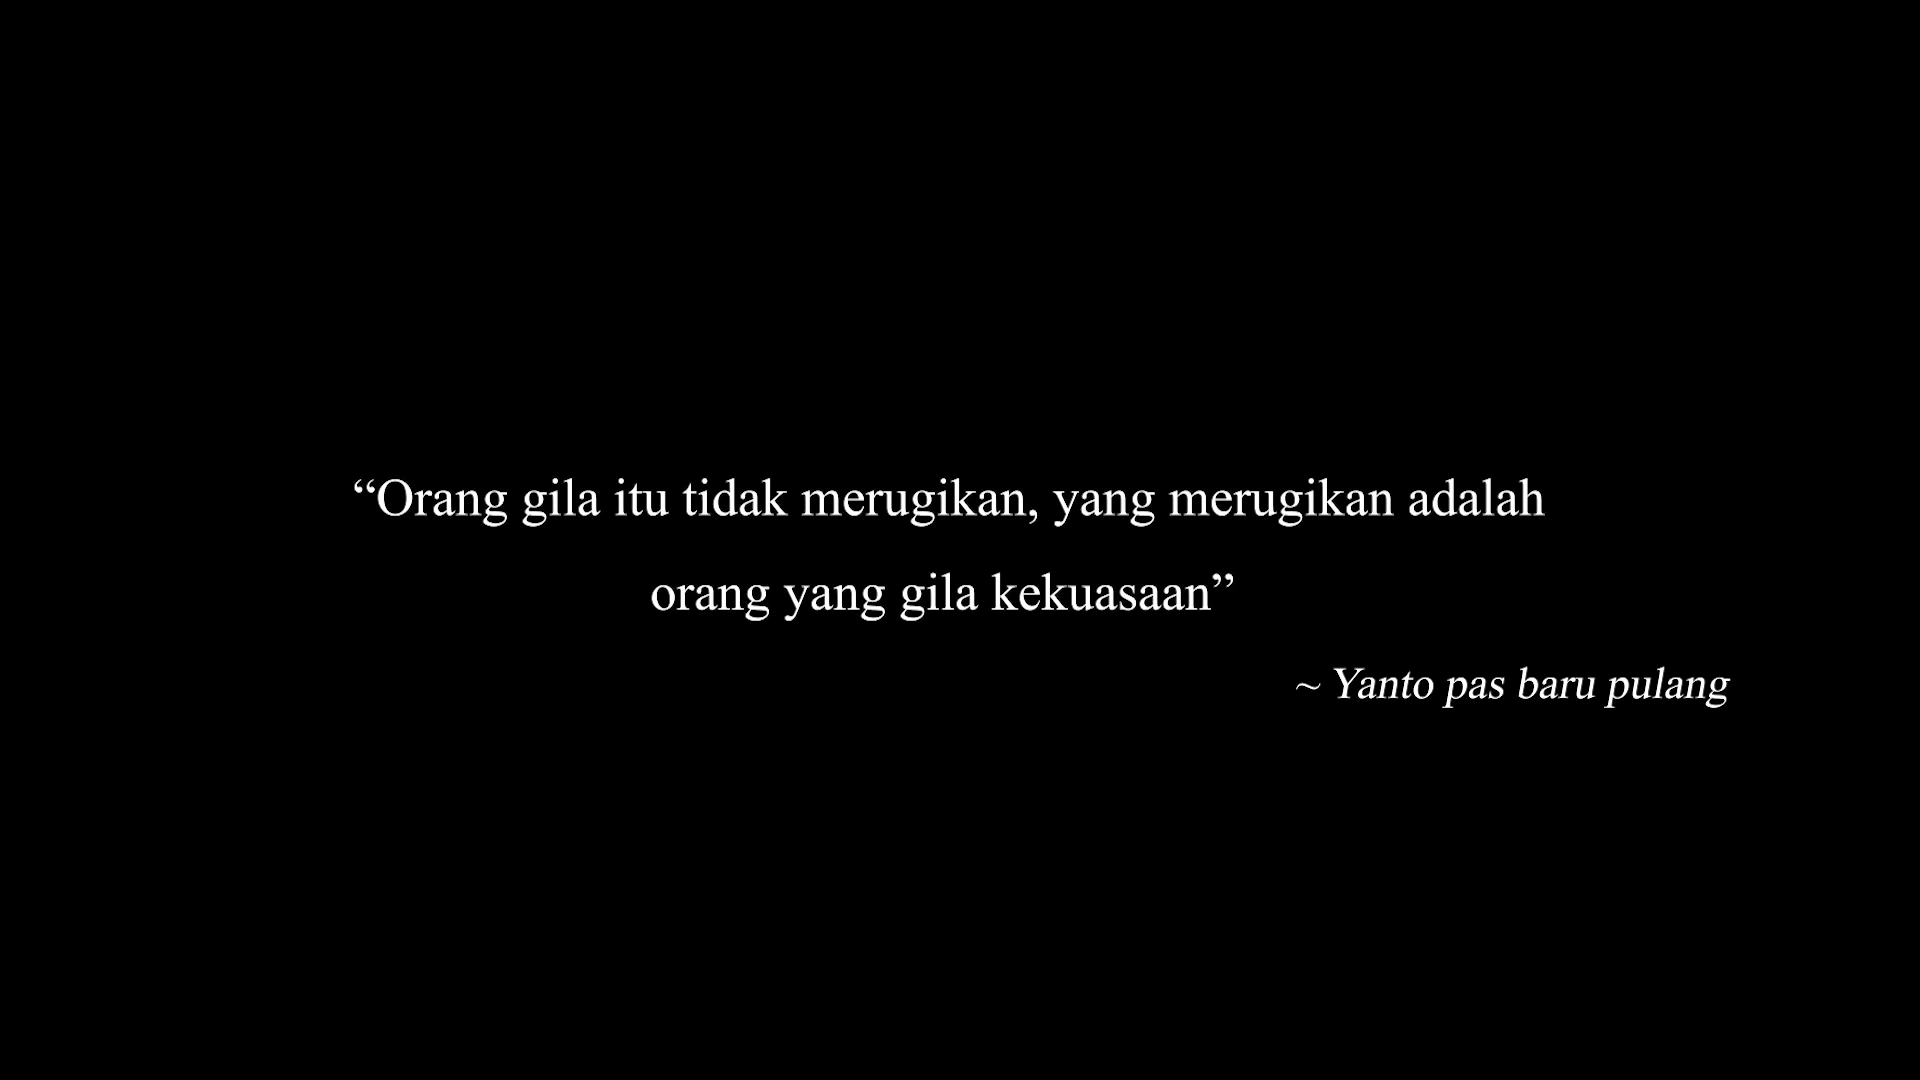 “Orang gila itu tidak merugikan, yang merugikan adalah
orang yang gila kekuasaan”
~ Yanto pas baru pulang